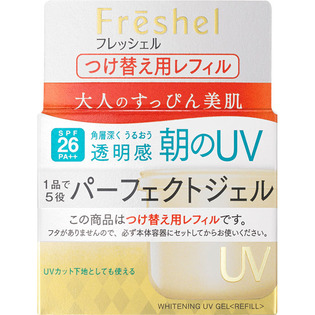 Freshel
フレッシェル
つけ替え用レフィル
大人のすっぴん美肌
SPF
26
PA++
角層深く うるおう
透明感 朝のUV
1品で
5役 パーフェクトジェル
この商品はつけ替え用レフィルです。
フタがありませんので、必ず本体容器にセットしてからお使いください。
UVカット下地としても使える
UV
WHITENING UV GEL<REFILL>